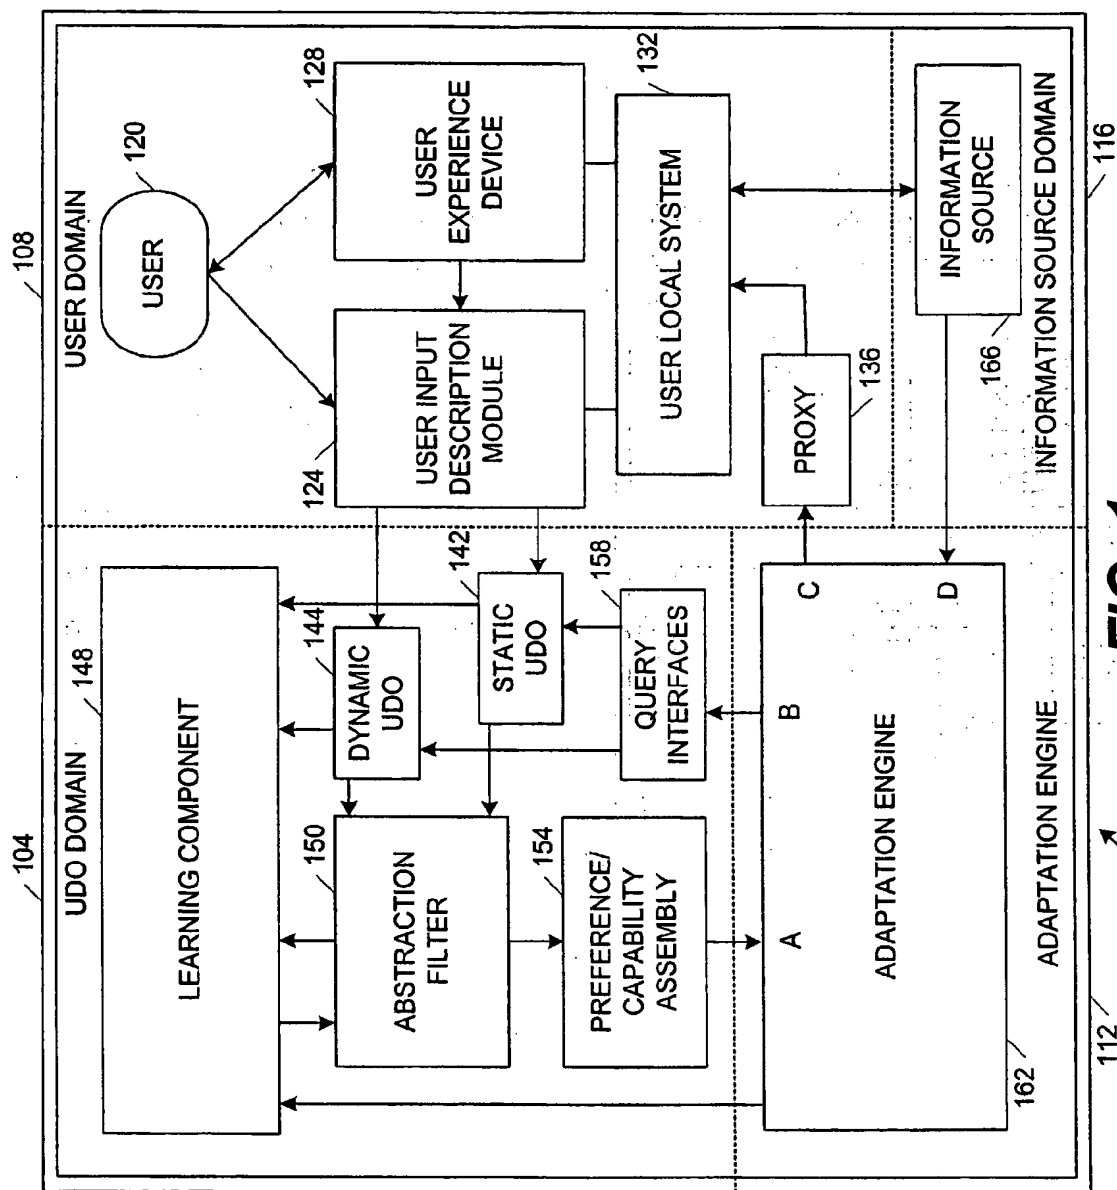 104
108
UDO DOMAIN
148
LEARNING COMPONENT
150
ABSTRACTION
FILTER
144
DYNAMIC
UDO
142
STATIC
UDO
154
PREFERENCE/
CAPABILITY
ASSEMBLY
158
QUERY
INTERFACES
USER DOMAIN
120
USER
124
USER INPUT
DESCRIPTION
MODULE
128
USER
EXPERIENCE
DEVICE
132
USER LOCAL SYSTEM
PROXY
136
A
B
C
D
ADAPTATION ENGINE
162
ADAPTATION ENGINE
112
INFORMATION
SOURCE
166
INFORMATION SOURCE DOMAIN
116